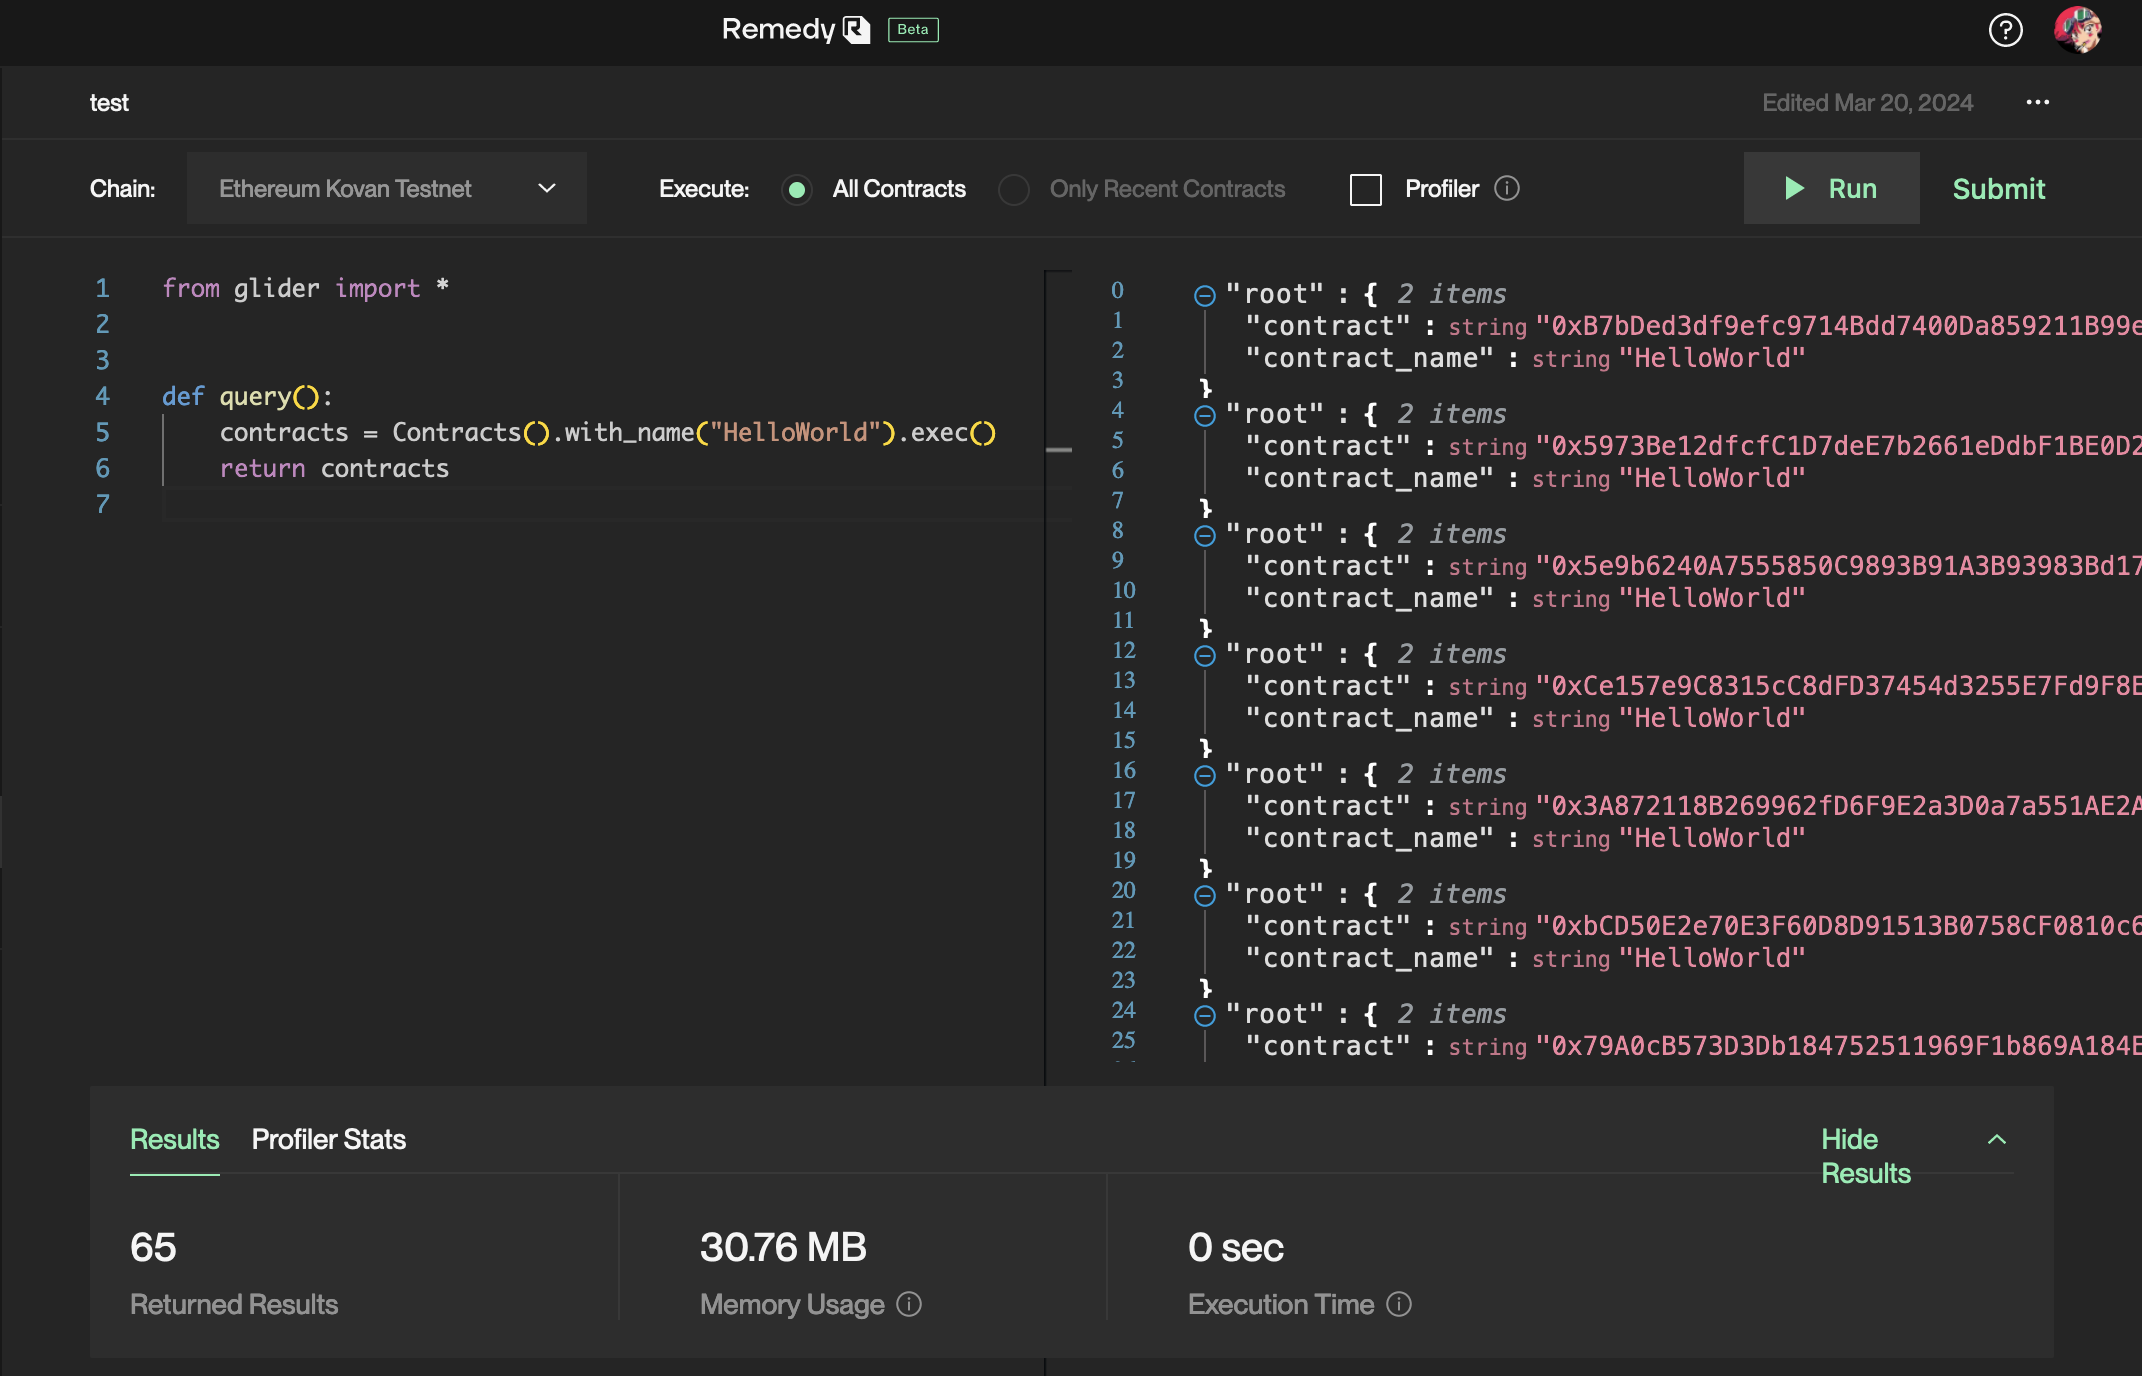 Remedy Beta
test
Edited Mar 20, 2024
Chain: Ethereum Kovan Testnet Execute: All Contracts Only Recent Contracts Profiler Run Submit
1 from glider import *
2
3
4 def query():
5 contracts = Contracts().with_name("HelloWorld").exec()
6 return contracts
7
0 "root" : { 2 items
1 "contract" : string "0xB7bDed3df9efc9714Bdd7400Da859211B99e
2 "contract_name" : string "HelloWorld"
3 }
4 "root" : { 2 items
5 "contract" : string "0x5973Be12dfcfC1D7deE7b2661eDdbF1BE0D2
6 "contract_name" : string "HelloWorld"
7 }
8 "root" : { 2 items
9 "contract" : string "0x5e9b6240A7555850C9893B91A3B93983Bd17
10 "contract_name" : string "HelloWorld"
11 }
12 "root" : { 2 items
13 "contract" : string "0xCe157e9C8315cC8dFD37454d3255E7Fd9F8E
14 "contract_name" : string "HelloWorld"
15 }
16 "root" : { 2 items
17 "contract" : string "0x3A872118B269962fD6F9E2a3D0a7a551AE2A
18 "contract_name" : string "HelloWorld"
19 }
20 "root" : { 2 items
21 "contract" : string "0xbCD50E2e70E3F60D8D91513B0758CF0810c6
22 "contract_name" : string "HelloWorld"
23 }
24 "root" : { 2 items
25 "contract" : string "0x79A0cB573D3Db184752511969F1b869A184E
Results Profiler Stats
Hide
Results
65
Returned Results
30.76 MB
Memory Usage
0 sec
Execution Time